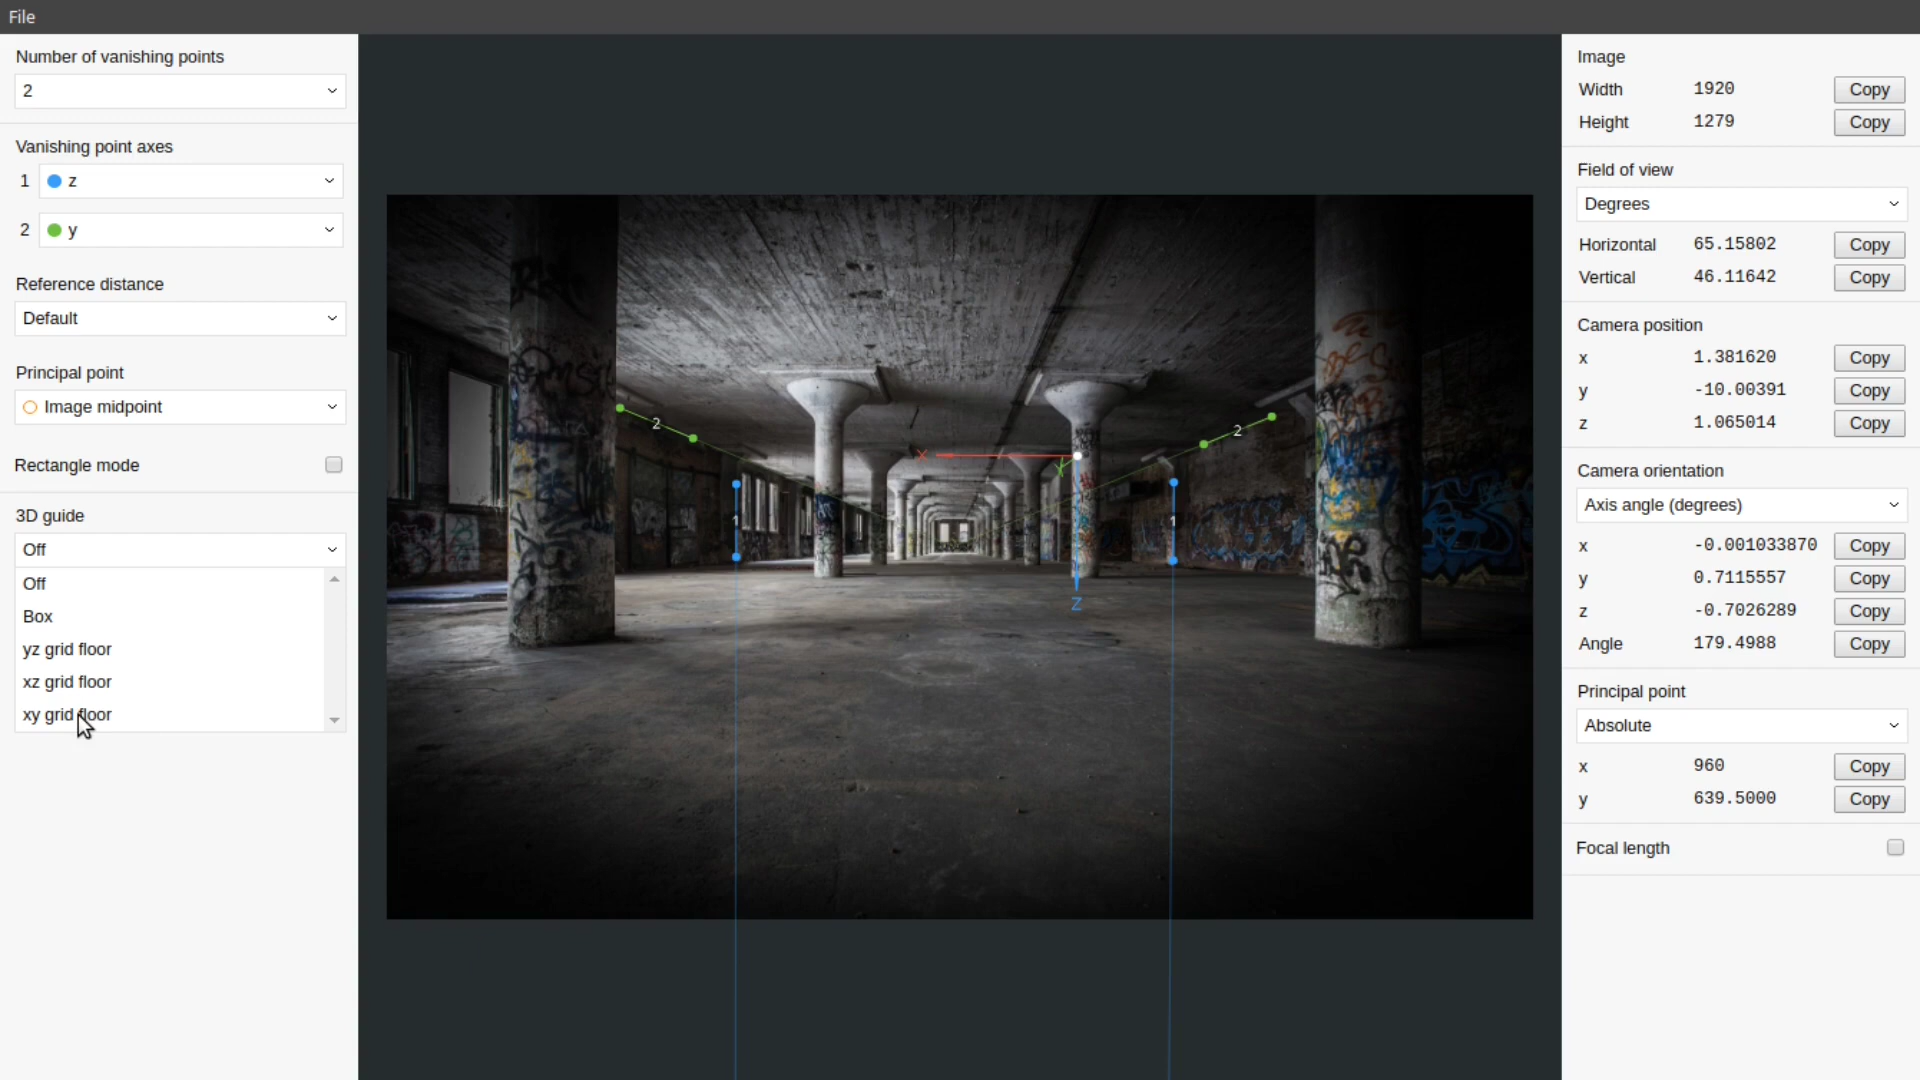 File
Number of vanishing points
2
Vanishing point axes
1 z
2 y
Reference distance
Default
Principal point
Image midpoint
Rectangle mode
3D guide
Off
Off
Box
yz grid floor
xz grid floor
xy grid floor
2
2
1
1
X
Y
Z
Image
Width 1920 Copy
Height 1279 Copy
Field of view
Degrees
Horizontal 65.15802 Copy
Vertical 46.11642 Copy
Camera position
x 1.381620 Copy
y -10.00391 Copy
z 1.065014 Copy
Camera orientation
Axis angle (degrees)
x -0.001033870 Copy
y 0.7115557 Copy
z -0.7026289 Copy
Angle 179.4988 Copy
Principal point
Absolute
x 960 Copy
y 639.5000 Copy
Focal length